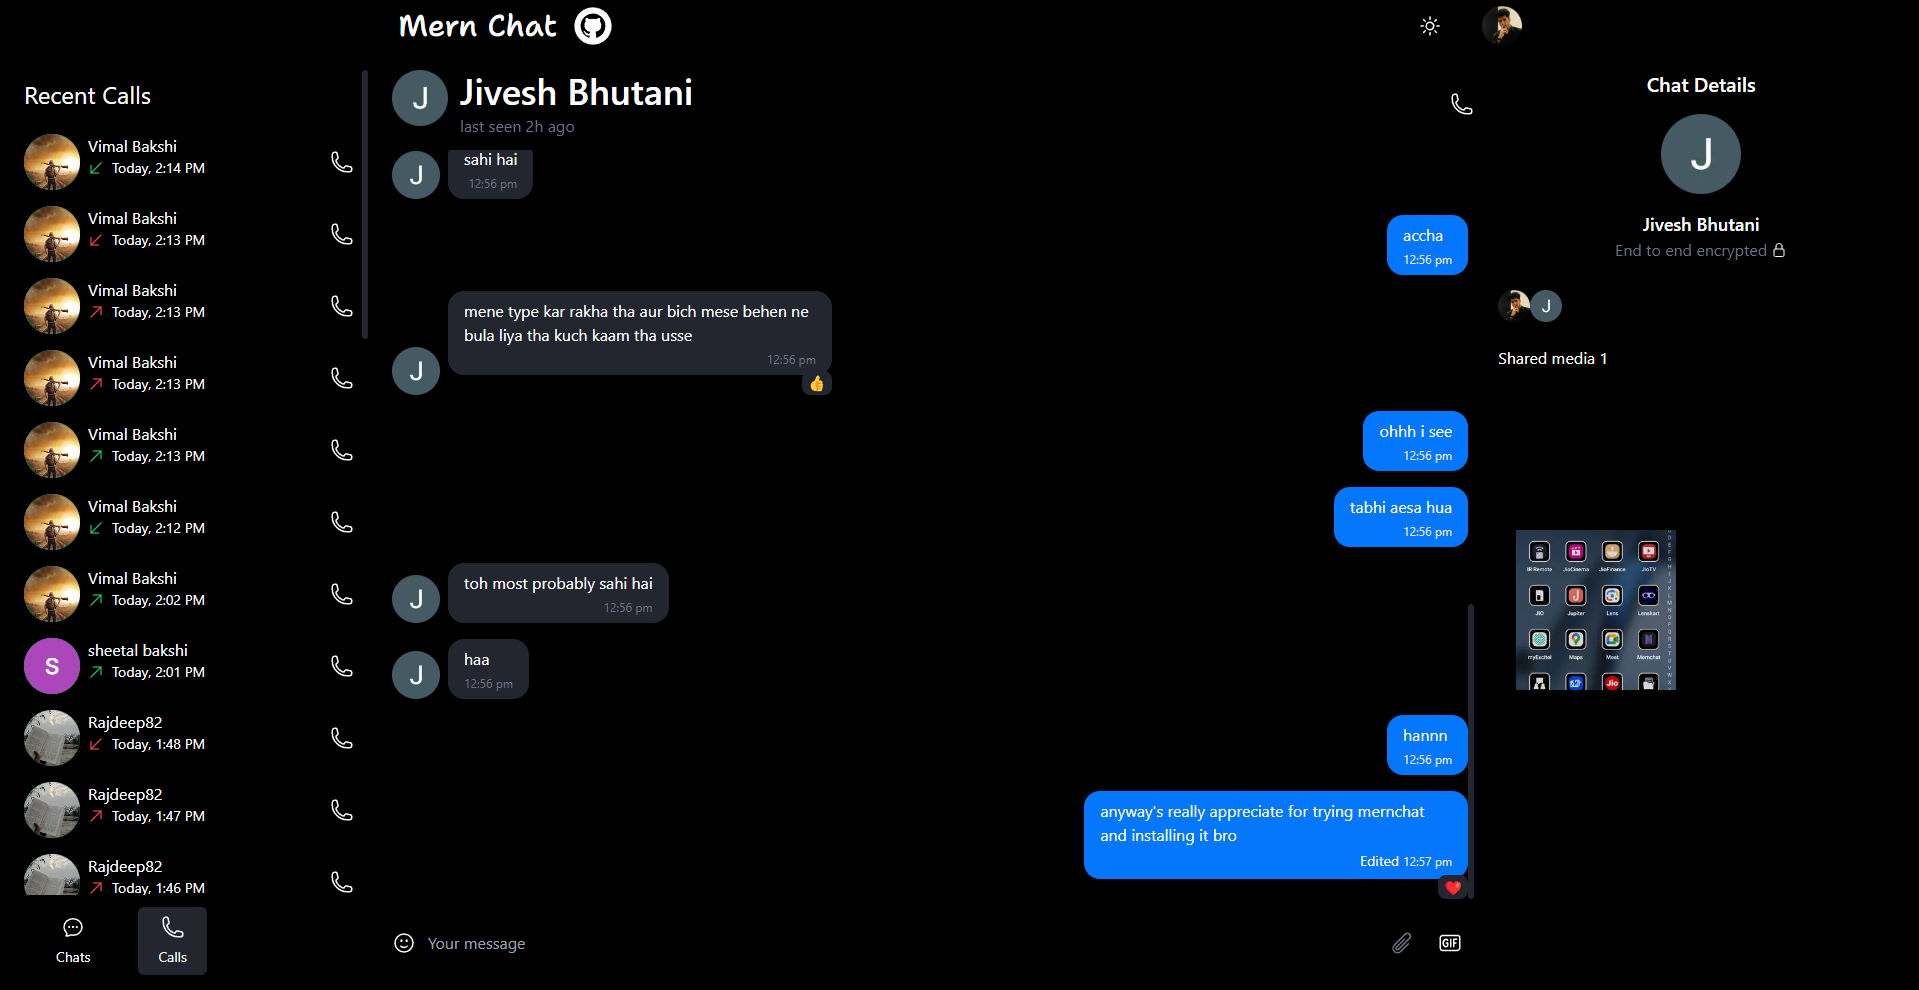 Mern Chat
Recent Calls
Vimal Bakshi
Today, 2:14 PM
Vimal Bakshi
Today, 2:13 PM
Vimal Bakshi
Today, 2:13 PM
Vimal Bakshi
Today, 2:13 PM
Vimal Bakshi
Today, 2:13 PM
Vimal Bakshi
Today, 2:12 PM
Vimal Bakshi
Today, 2:02 PM
S
sheetal bakshi
Today, 2:01 PM
Rajdeep82
Today, 1:48 PM
Rajdeep82
Today, 1:47 PM
Rajdeep82
Today, 1:46 PM
Chats
Calls
J
Jivesh Bhutani
last seen 2h ago
J
sahi hai
12:56 pm
accha
12:56 pm
mene type kar rakha tha aur bich mese behen ne
bula liya tha kuch kaam tha usse
12:56 pm
J
ohhh i see
12:56 pm
tabhi aesa hua
12:56 pm
J
toh most probably sahi hai
12:56 pm
J
haa
12:56 pm
hannn
12:56 pm
anyway's really appreciate for trying mernchat
and installing it bro
Edited 12:57 pm
Your message
GIF
Chat Details
J
Jivesh Bhutani
End to end encrypted
J
Shared media 1
IR Remote JioCinema JioFinance JioTV
JIO Jupiter Lens Lenskart
myExcitel Maps Meet Mernchat
Jio